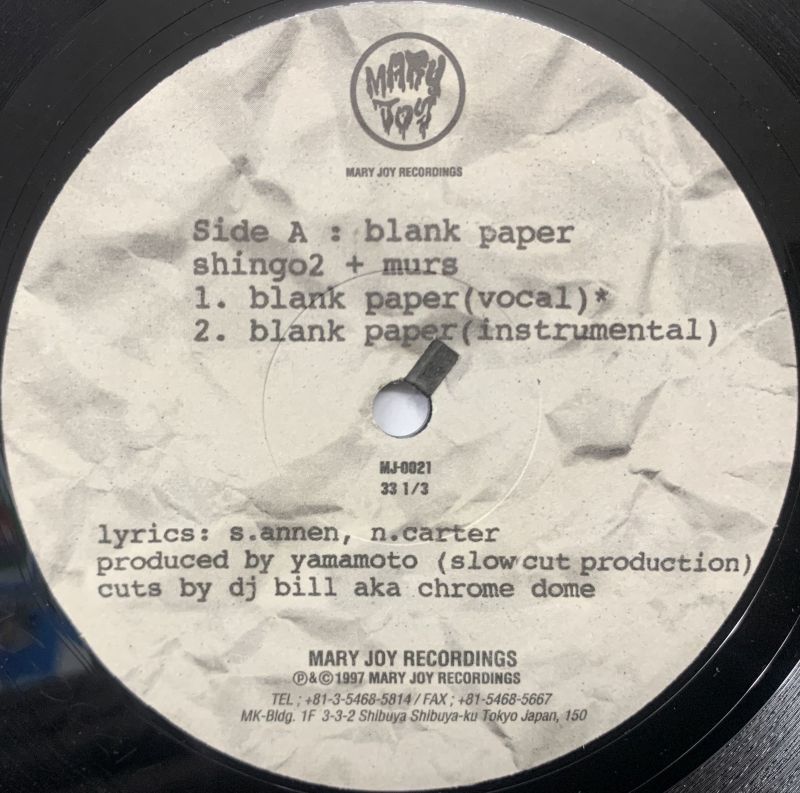 MARY JOY
MARY JOY RECORDINGS
Side A : blank paper
shingo2 + murs
1. blank paper(vocal)*
2. blank paper(instrumental)
MJ-0021
33 1/3
lyrics: s.annen, n.carter
produced by yamamoto (slow cut production)
cuts by dj bill aka chrome dome
MARY JOY RECORDINGS
Ⓟ&©1997 MARY JOY RECORDINGS
TEL ; +81-3-5468-5814 / FAX ; +81-5468-5667
MK-Bldg. 1F 3-3-2 Shibuya Shibuya-ku Tokyo Japan, 150